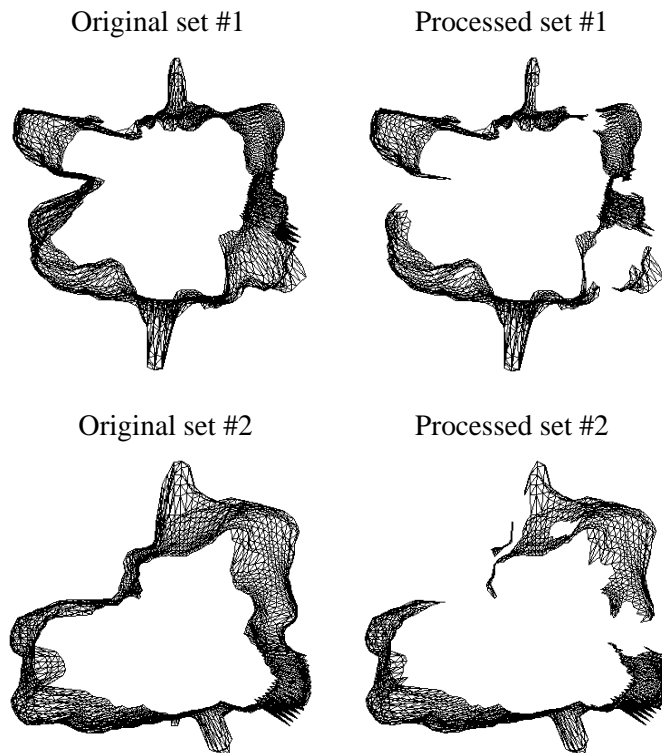 Original set #1
Processed set #1
Original set #2
Processed set #2